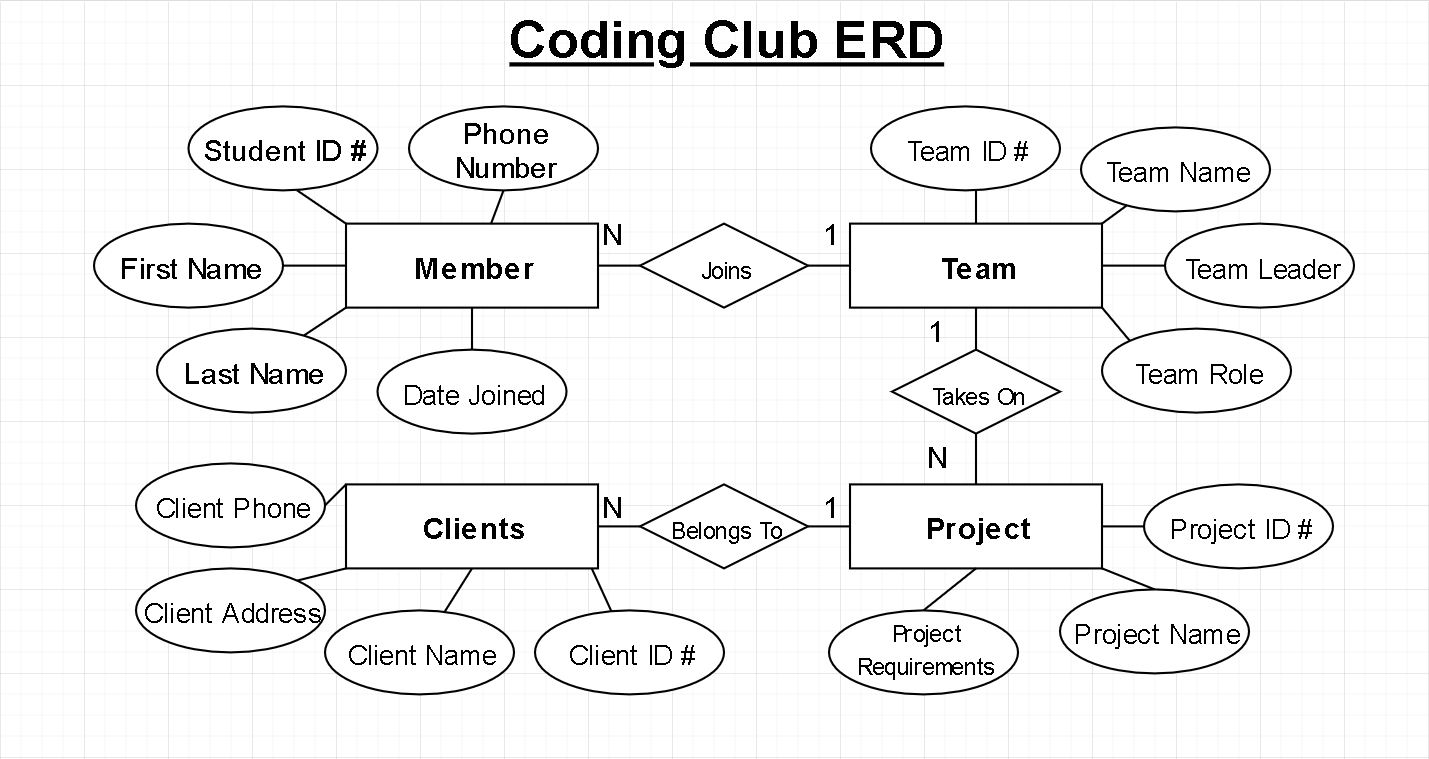 Coding Club ERD
Student ID #
Phone
Number
Team ID #
Team Name
First Name
Member
N
Joins
1
Team
Team Leader
Last Name
Date Joined
1
Takes On
Team Role
N
Client Phone
Clients
N
Belongs To
1
Project
Project ID #
Client Address
Client Name
Client ID #
Project
Requirements
Project Name